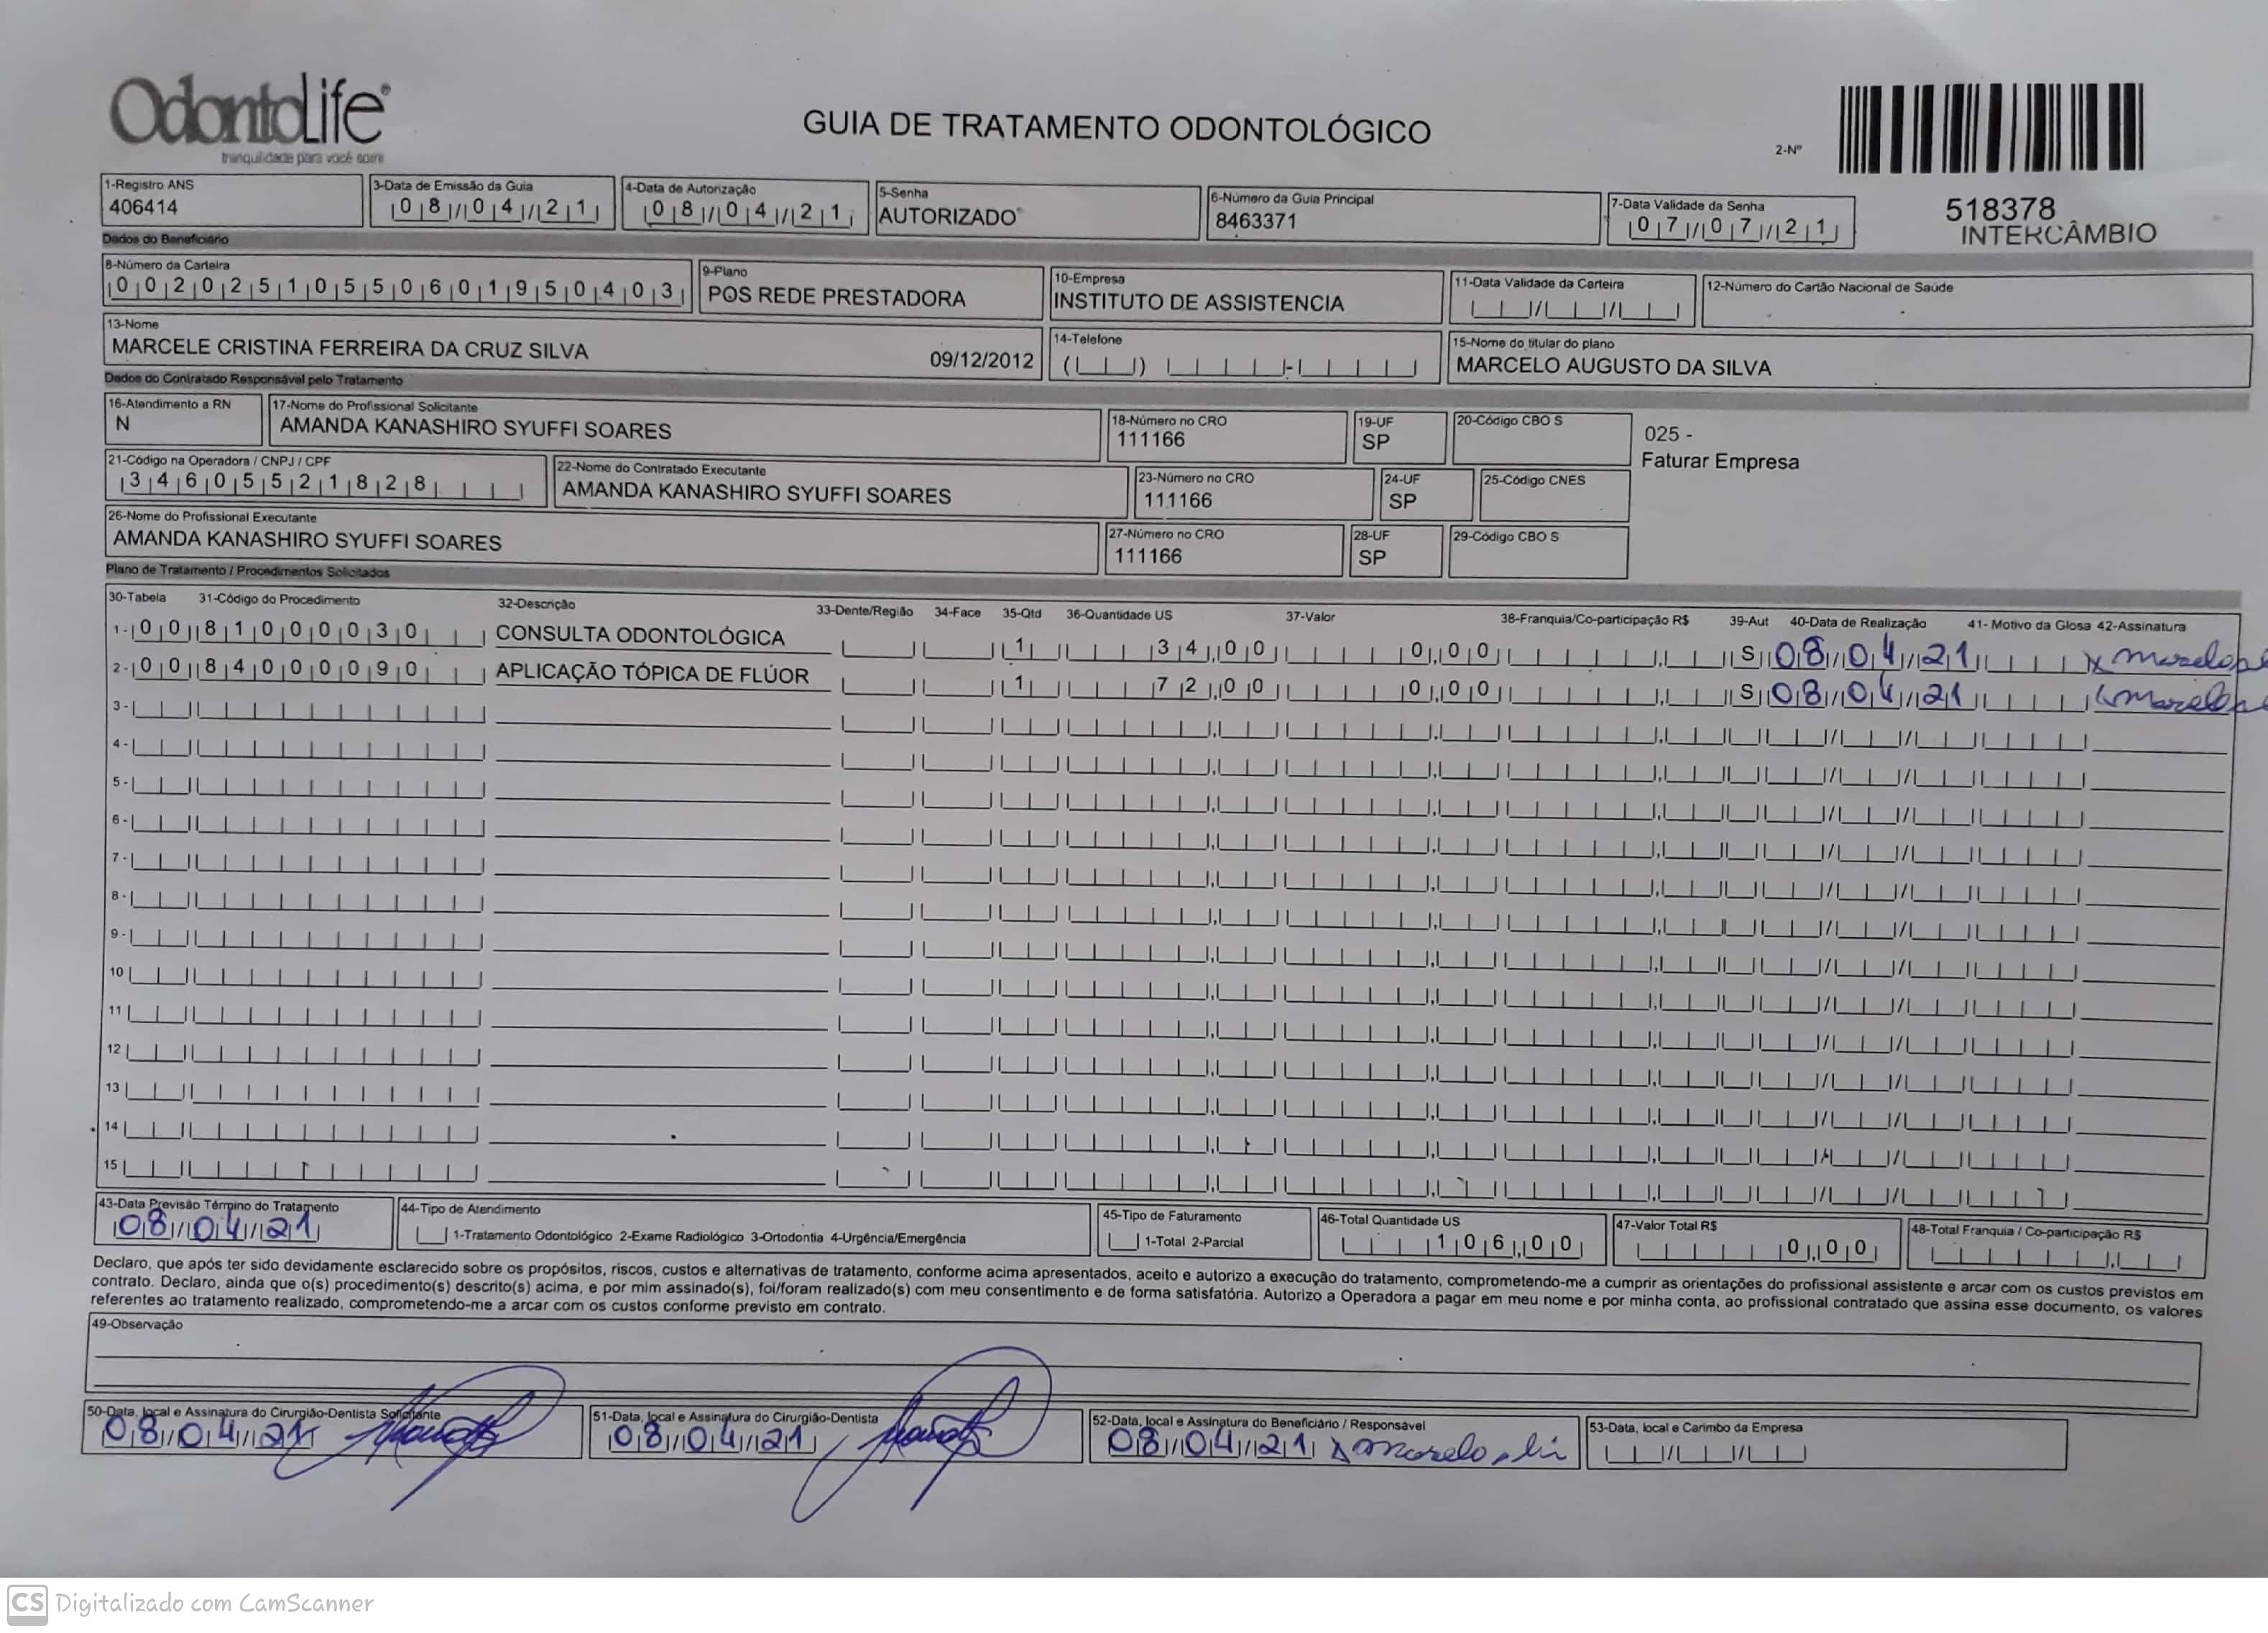 OdontoLife®
tranquilidade para você sorrir
GUIA DE TRATAMENTO ODONTOLÓGICO
2-Nº
518378
INTERCÂMBIO
1-Registro ANS
406414
3-Data de Emissão da Guia
08/04/21
4-Data de Autorização
08/04/21
5-Senha
AUTORIZADO
6-Número da Guia Principal
8463371
7-Data Validade da Senha
07/07/21
Dados do Beneficiário
8-Número da Carteira
00202510550601950403
9-Plano
POS REDE PRESTADORA
10-Empresa
INSTITUTO DE ASSISTENCIA
11-Data Validade da Carteira
12-Número do Cartão Nacional de Saúde
13-Nome
MARCELE CRISTINA FERREIRA DA CRUZ SILVA 09/12/2012
14-Telefone
15-Nome do titular do plano
MARCELO AUGUSTO DA SILVA
Dados do Contratado Responsável pelo Tratamento
16-Atendimento a RN
N
17-Nome do Profissional Solicitante
AMANDA KANASHIRO SYUFFI SOARES
18-Número no CRO
111166
19-UF
SP
20-Código CBO S
025 -
Faturar Empresa
21-Código na Operadora / CNPJ / CPF
34605521828
22-Nome do Contratado Executante
AMANDA KANASHIRO SYUFFI SOARES
23-Número no CRO
111166
24-UF
SP
25-Código CNES
26-Nome do Profissional Executante
AMANDA KANASHIRO SYUFFI SOARES
27-Número no CRO
111166
28-UF
SP
29-Código CBO S
Plano de Tratamento / Procedimentos Solicitados
30-Tabela 31-Código do Procedimento 32-Descrição 33-Dente/Região 34-Face 35-Qtd 36-Quantidade US 37-Valor 38-Franquia/Co-participação R$ 39-Aut 40-Data de Realização 41- Motivo da Glosa 42-Assinatura
1- 00 81000030 CONSULTA ODONTOLÓGICA 1 34,00 0,00 S 08/04/21
2- 00 84000090 APLICAÇÃO TÓPICA DE FLÚOR 1 72,00 0,00 S 08/04/21
3-
4-
5-
6-
7-
8-
9-
10
11
12
13
14
15
43-Data Previsão Término do Tratamento
08/04/21
44-Tipo de Atendimento
1-Tratamento Odontológico 2-Exame Radiológico 3-Ortodontia 4-Urgência/Emergência
45-Tipo de Faturamento
1-Total 2-Parcial
46-Total Quantidade US
106,00
47-Valor Total R$
0,00
48-Total Franquia / Co-participação R$
Declaro, que após ter sido devidamente esclarecido sobre os propósitos, riscos, custos e alternativas de tratamento, conforme acima apresentados, aceito e autorizo a execução do tratamento, comprometendo-me a cumprir as orientações do profissional assistente e arcar com os custos previstos em
contrato. Declaro, ainda que o(s) procedimento(s) descrito(s) acima, e por mim assinado(s), foi/foram realizado(s) com meu consentimento e de forma satisfatória. Autorizo a Operadora a pagar em meu nome e por minha conta, ao profissional contratado que assina esse documento, os valores
referentes ao tratamento realizado, comprometendo-me a arcar com os custos conforme previsto em contrato.
49-Observação
50-Data, local e Assinatura do Cirurgião-Dentista Solicitante
08/04/21
51-Data, local e Assinatura do Cirurgião-Dentista
08/04/21
52-Data, local e Assinatura do Beneficiário / Responsável
08/04/21
53-Data, local e Carimbo da Empresa
CS Digitalizado com CamScanner